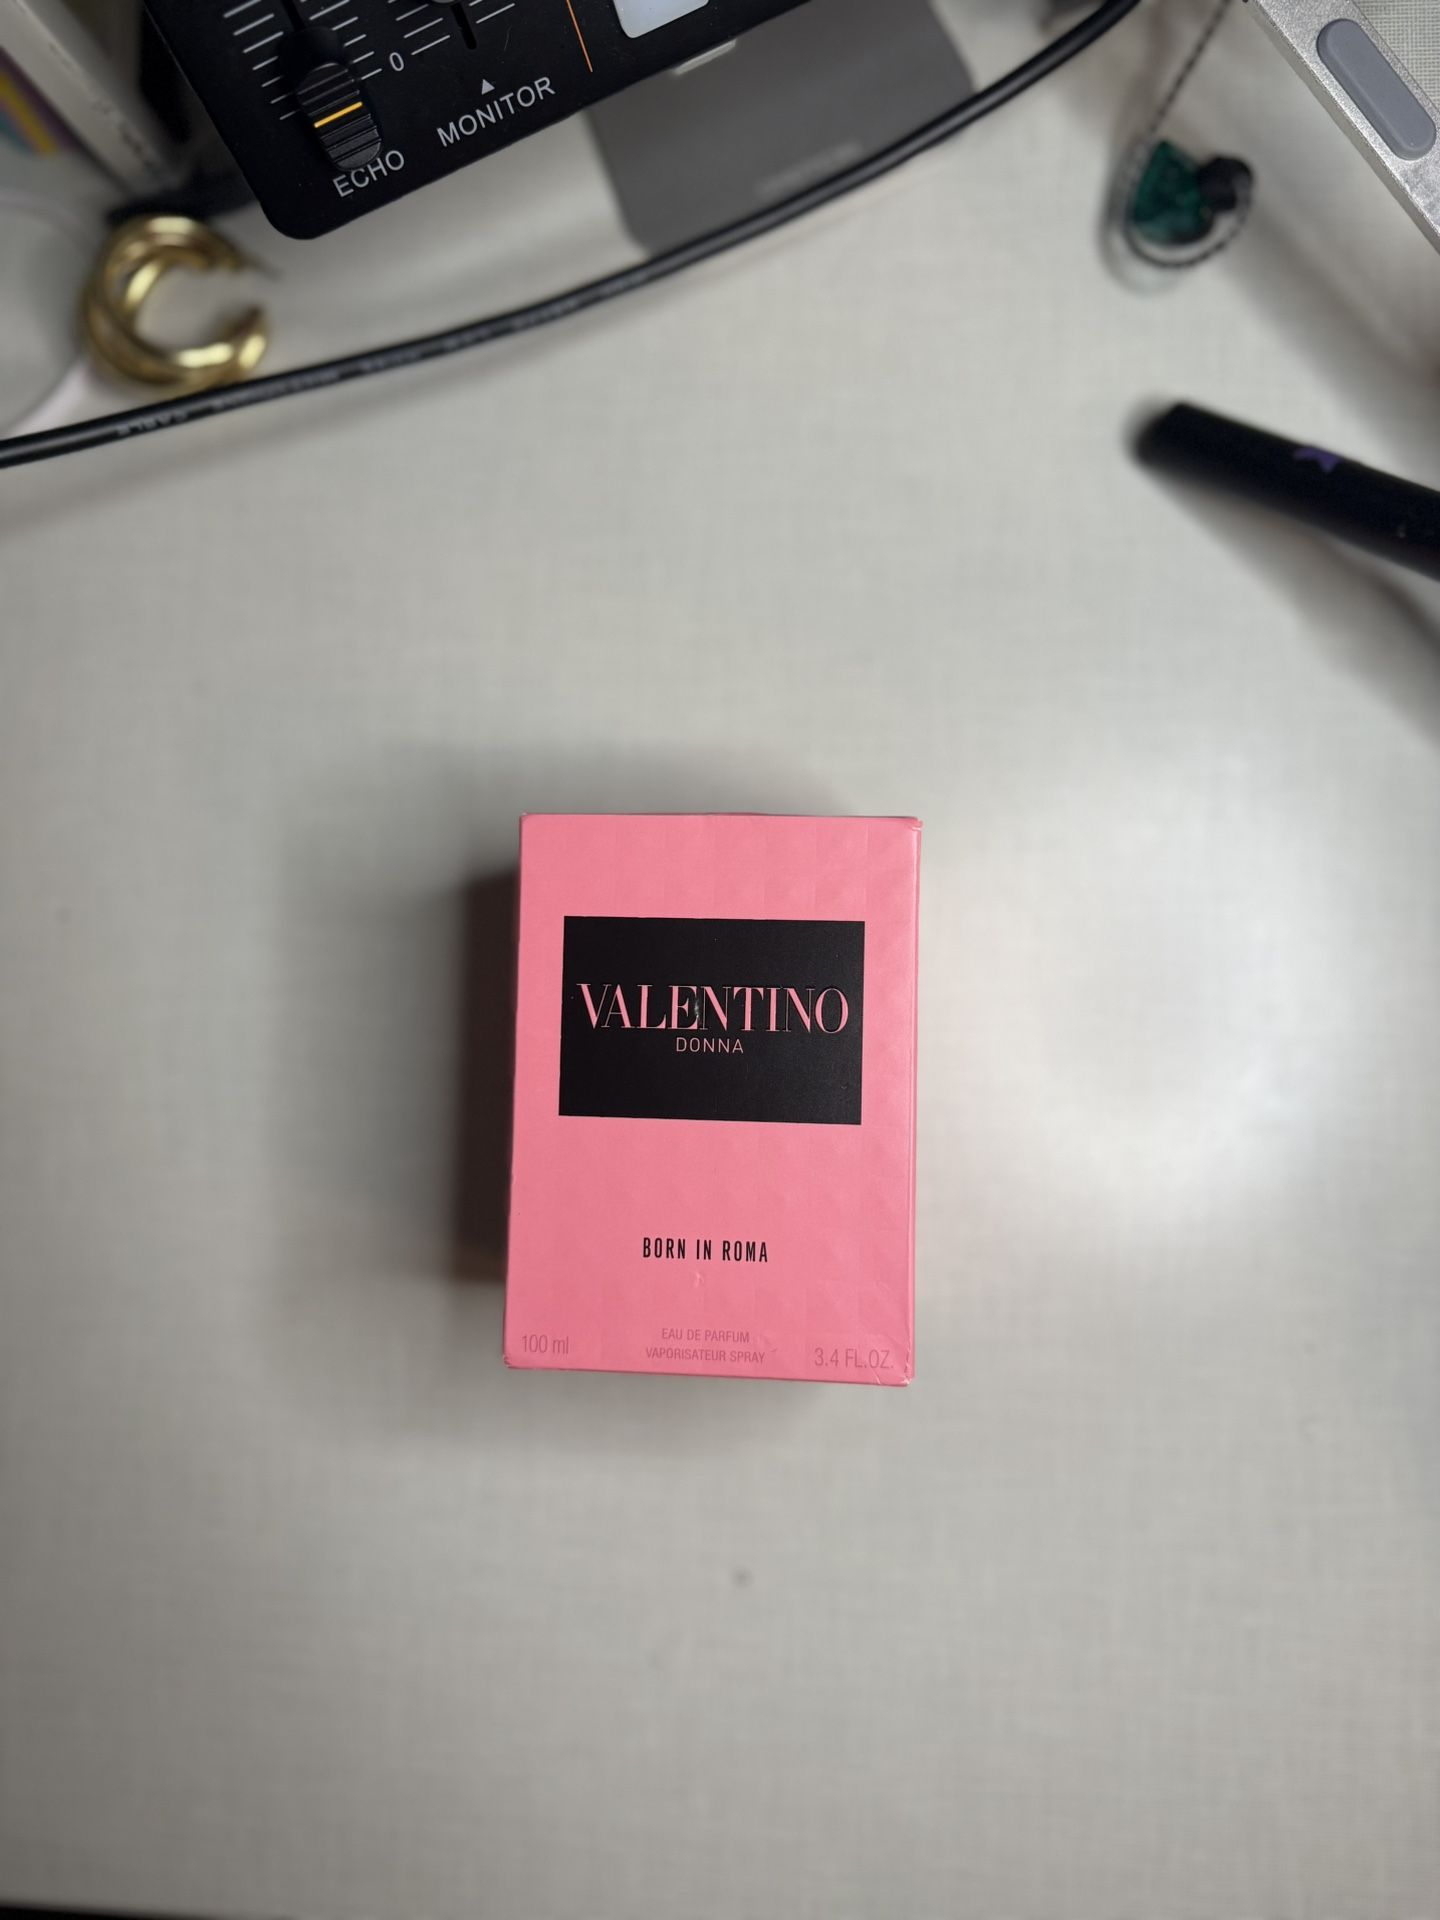 0
MONITOR
ECHO
VALENTINO
DONNA
BORN IN ROMA
EAU DE PARFUM
100 ml
VAPORISATEUR SPRAY
3.4 FL.OZ.